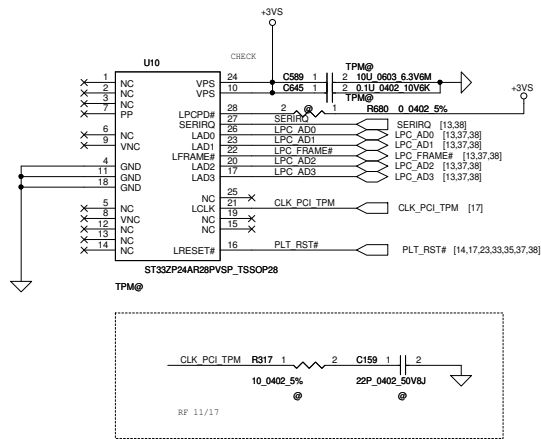 +3VS
U10
CHECK
TPM@
C589 1 2 10U_0603_6.3V6M
C645 1 2 0.1U_0402_10V6K
TPM@
+3VS
1 NC VPS 24
2 NC VPS 10
3 NC
7 PP LPCPD# 28 2 @ 1 R680 0_0402_5%
SERIRQ 27 SERIRQ SERIRQ [13,38]
6 NC LAD0 26 LPC_AD0 LPC_AD0 [13,37,38]
9 VNC LAD1 23 LPC_AD1 LPC_AD1 [13,37,38]
LFRAME# 22 LPC_FRAME# LPC_FRAME# [13,37,38]
4 GND LAD2 20 LPC_AD2 LPC_AD2 [13,37,38]
11 GND LAD3 17 LPC_AD3 LPC_AD3 [13,37,38]
18 GND
NC 25
5 NC LCLK 21 CLK_PCI_TPM CLK_PCI_TPM [17]
8 VNC NC 19
12 NC NC 15
13 NC
14 NC LRESET# 16 PLT_RST# PLT_RST# [14,17,23,33,35,37,38]
ST33ZP24AR28PVSP_TSSOP28
TPM@
CLK_PCI_TPM R317 1 2 C159 1 2
10_0402_5% 22P_0402_50V8J
@ @
RF 11/17